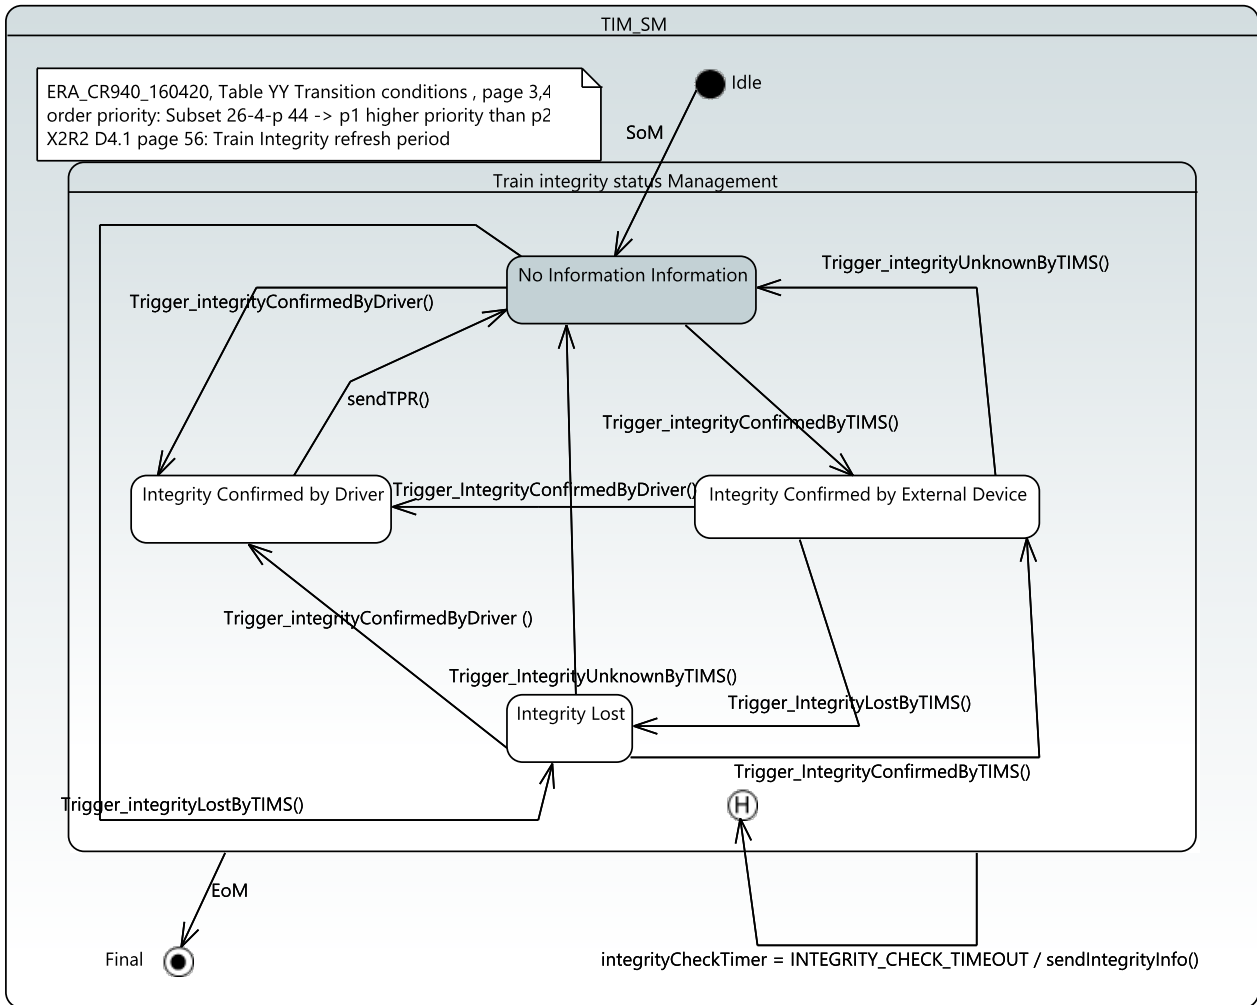 TIM_SM
ERA_CR940_160420, Table YY Transition conditions , page 3,4
order priority: Subset 26-4-p 44 -> p1 higher priority than p2
X2R2 D4.1 page 56: Train Integrity refresh period
Idle
SoM
Train integrity status Management
No Information Information
Trigger_integrityUnknownByTIMS()
Trigger_integrityConfirmedByDriver()
sendTPR()
Trigger_integrityConfirmedByTIMS()
Integrity Confirmed by Driver
Trigger_IntegrityConfirmedByDriver()
Integrity Confirmed by External Device
Trigger_integrityConfirmedByDriver ()
Trigger_IntegrityUnknownByTIMS()
Integrity Lost
Trigger_IntegrityLostByTIMS()
Trigger_IntegrityConfirmedByTIMS()
Trigger_integrityLostByTIMS()
H
EoM
Final
integrityCheckTimer = INTEGRITY_CHECK_TIMEOUT / sendIntegrityInfo()